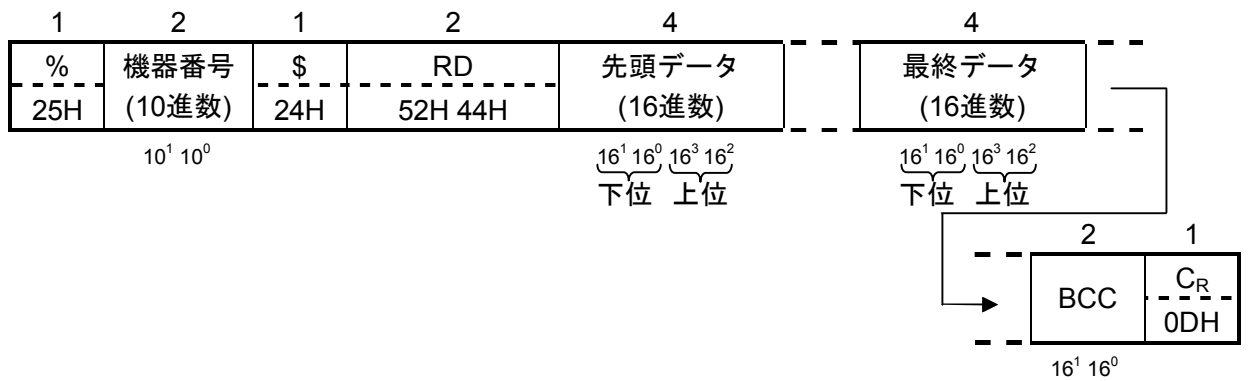 1 2 1 2 4 4
% 機器番号 $ RD 先頭データ 最終データ
25H (10進数) 24H 52H 44H (16進数) (16進数)
10¹ 10⁰ 16¹ 16⁰ 16³ 16² 16¹ 16⁰ 16³ 16²
下位 上位 下位 上位
2 1
BCC CR
0DH
16¹ 16⁰